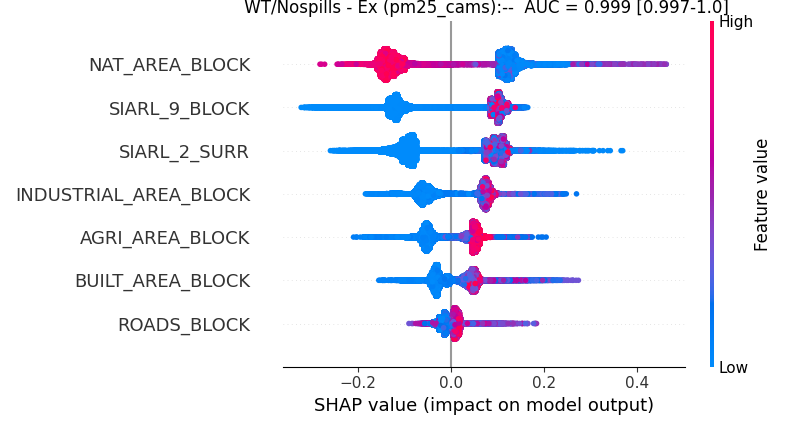 WT/Nospills - Ex (pm25_cams):-- AUC = 0.999 [0.997-1.0]
High
NAT_AREA_BLOCK
SIARL_9_BLOCK
SIARL_2_SURR
INDUSTRIAL_AREA_BLOCK
AGRI_AREA_BLOCK
BUILT_AREA_BLOCK
ROADS_BLOCK
Feature value
Low
−0.2 0.0 0.2 0.4
SHAP value (impact on model output)